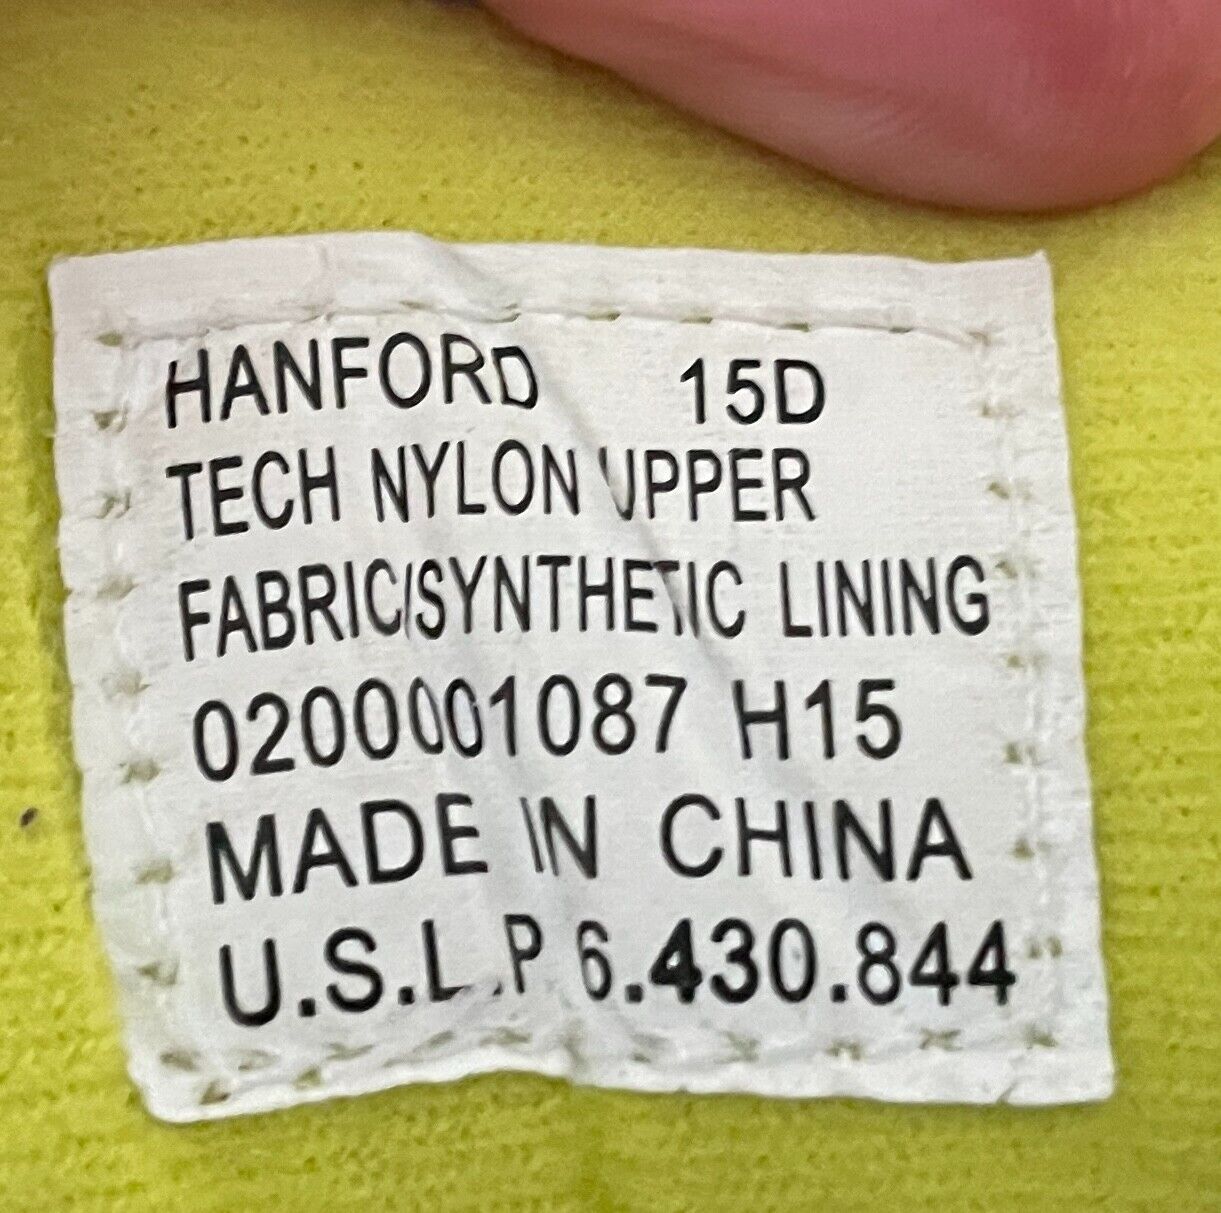 HANFORD 15D
TECH NYLON UPPER
FABRIC/SYNTHETIC LINING
0200001087 H15
MADE IN CHINA
U.S.L.P 6.430.844